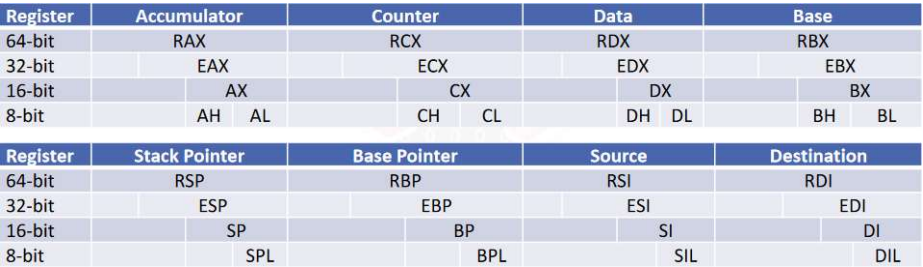 Register Accumulator Counter Data Base
64-bit RAX RCX RDX RBX
32-bit EAX ECX EDX EBX
16-bit AX CX DX BX
8-bit AH AL CH CL DH DL BH BL
Register Stack Pointer Base Pointer Source Destination
64-bit RSP RBP RSI RDI
32-bit ESP EBP ESI EDI
16-bit SP BP SI DI
8-bit SPL BPL SIL DIL